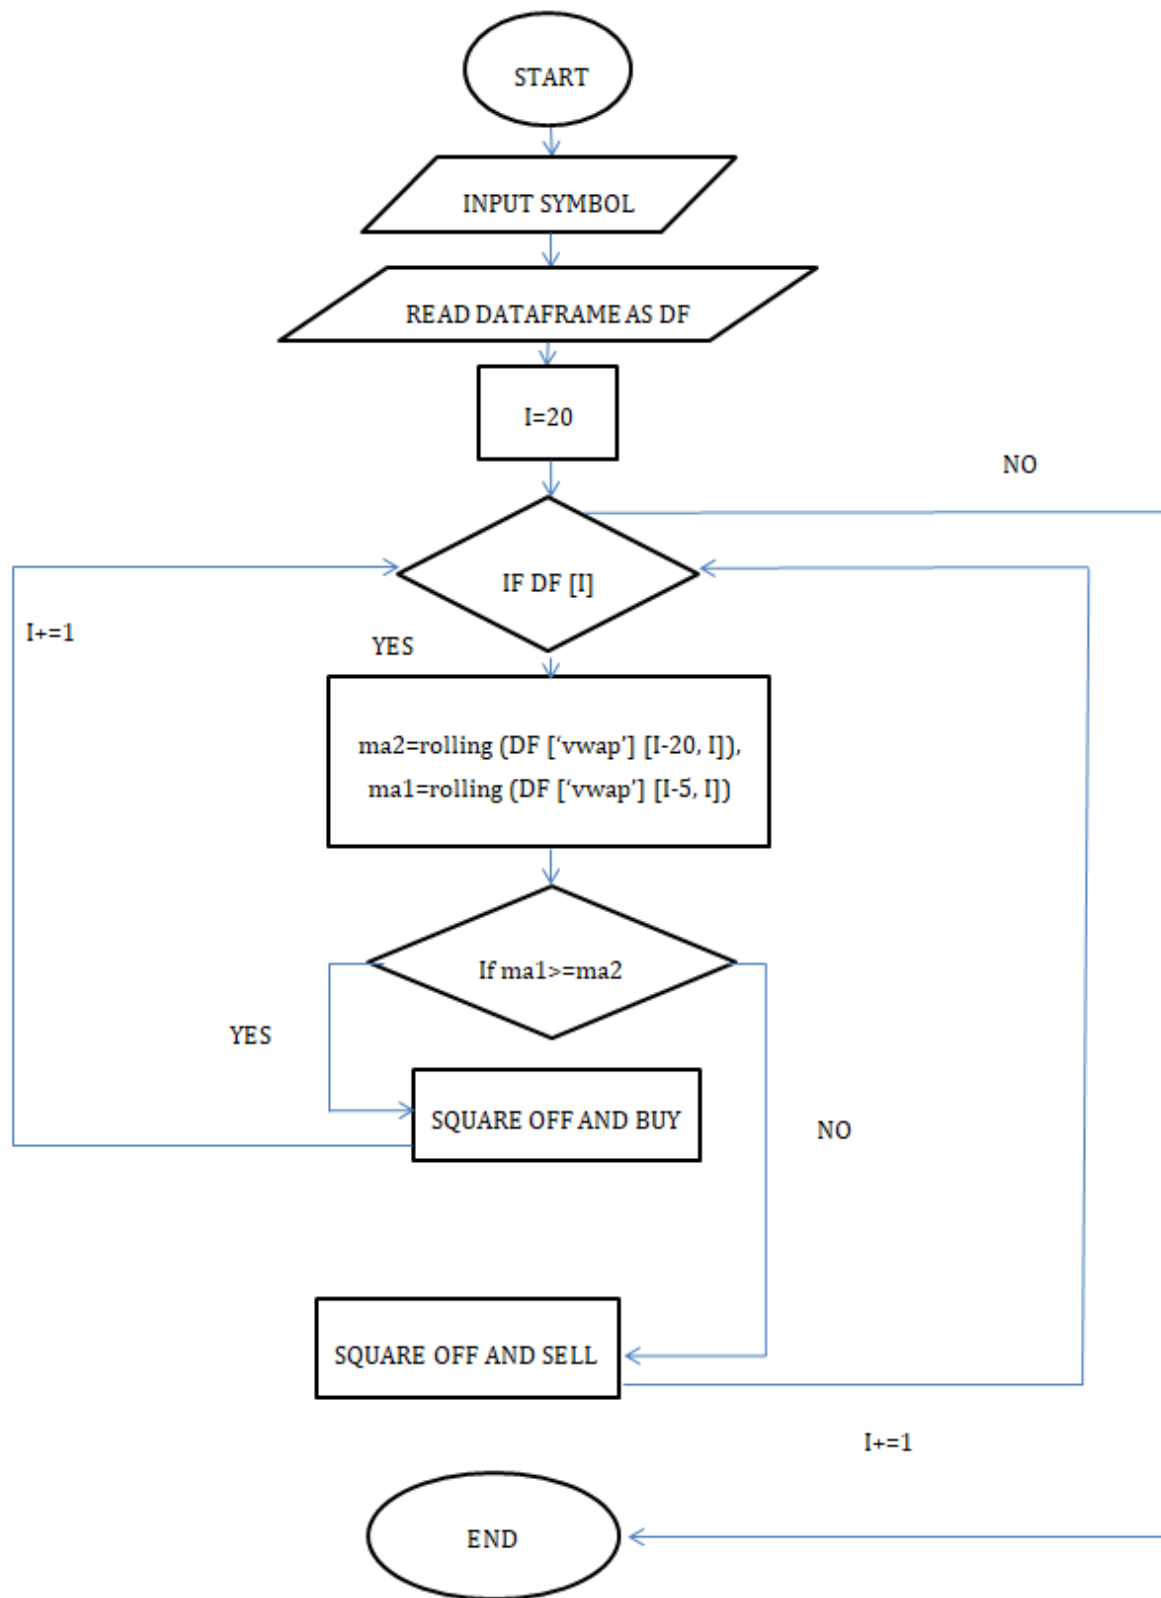 START
INPUT SYMBOL
READ DATAFRAME AS DF
I=20
NO
IF DF [I]
I+=1
YES
ma2=rolling (DF [‘vwap’] [I-20, I]),
ma1=rolling (DF [‘vwap’] [I-5, I])
If ma1>=ma2
YES
SQUARE OFF AND BUY
NO
SQUARE OFF AND SELL
I+=1
END